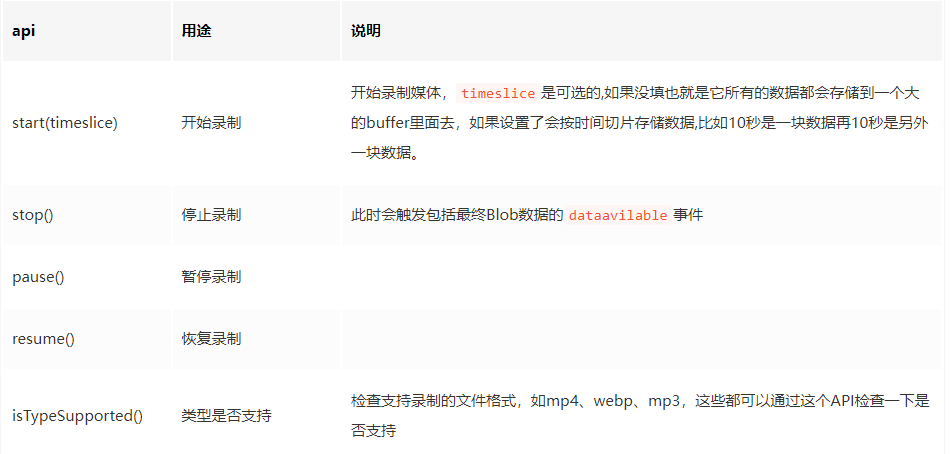 api 用途 说明
开始录制媒体，timeslice 是可选的,如果没填也就是它所有的数据都会存储到一个大
start(timeslice) 开始录制 的buffer里面去，如果设置了会按时间切片存储数据,比如10秒是一块数据再10秒是另外
一块数据。
stop() 停止录制 此时会触发包括最终Blob数据的 dataavilable 事件
pause() 暂停录制
resume() 恢复录制
isTypeSupported() 类型是否支持 检查支持录制的文件格式，如mp4、webp、mp3，这些都可以通过这个API检查一下是
否支持